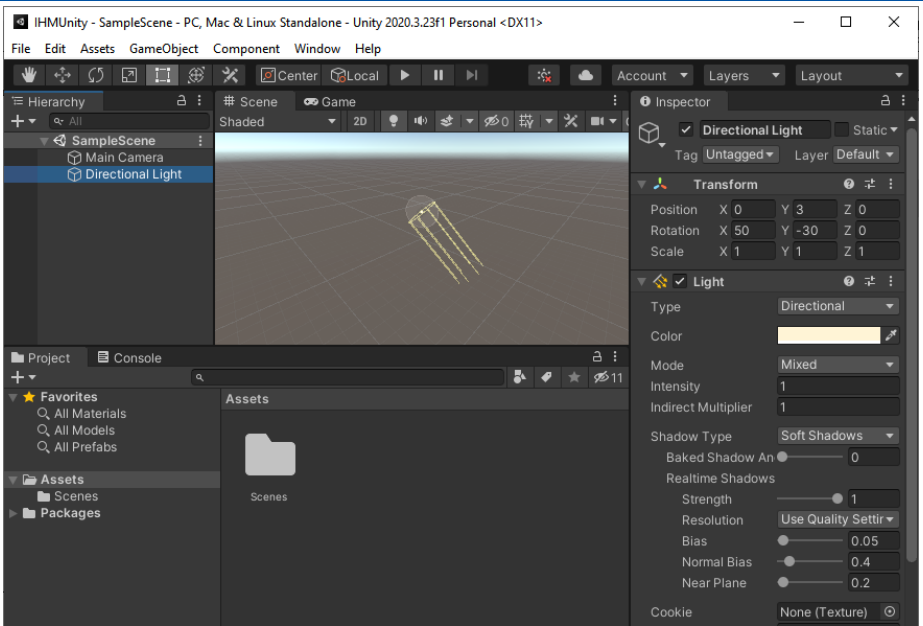 IHMUnity - SampleScene - PC, Mac & Linux Standalone - Unity 2020.3.23f1 Personal <DX11>
File Edit Assets GameObject Component Window Help
Center Local Account Layers Layout
Hierarchy
All
SampleScene
Main Camera
Directional Light
Scene Game
Shaded 2D 0
Inspector
Directional Light Static
Tag Untagged Layer Default
Transform
Position X 0 Y 3 Z 0
Rotation X 50 Y -30 Z 0
Scale X 1 Y 1 Z 1
Light
Type Directional
Color
Mode Mixed
Intensity 1
Indirect Multiplier 1
Shadow Type Soft Shadows
Baked Shadow An 0
Realtime Shadows
Strength 1
Resolution Use Quality Settir
Bias 0.05
Normal Bias 0.4
Near Plane 0.2
Cookie None (Texture)
Project Console
11
Favorites
All Materials
All Models
All Prefabs
Assets
Scenes
Packages
Assets
Scenes